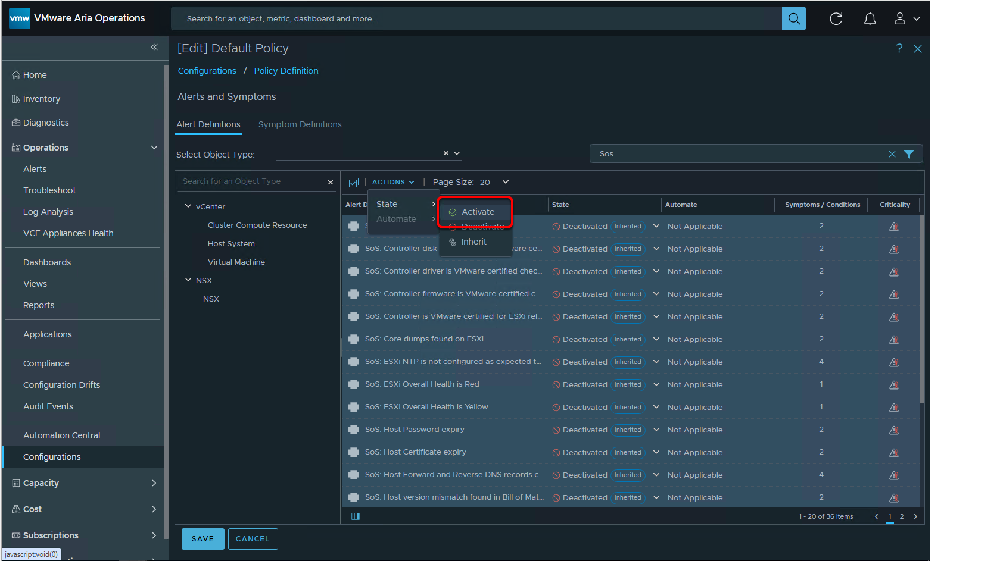 vmw VMware Aria Operations
Search for an object, metric, dashboard and more...
[Edit] Default Policy
?
Configurations / Policy Definition
Alerts and Symptoms
Alert Definitions Symptom Definitions
Select Object Type:
Sos
Home
Inventory
Diagnostics
Operations
Alerts
Troubleshoot
Log Analysis
VCF Appliances Health
Dashboards
Views
Reports
Applications
Compliance
Configuration Drifts
Audit Events
Automation Central
Configurations
Capacity
Cost
Subscriptions
javascript:void(0)
Search for an Object Type
vCenter
Cluster Compute Resource
Host System
Virtual Machine
NSX
NSX
ACTIONS | Page Size: 20
State
Automate
Activate
Deactivate
Inherit
Alert D State Automate Symptoms / Conditions Criticality
Deactivated Inherited Not Applicable 2
SoS: Controller disk are ce... Deactivated Inherited Not Applicable 2
SoS: Controller driver is VMware certified chec... Deactivated Inherited Not Applicable 2
SoS: Controller firmware is VMware certified c... Deactivated Inherited Not Applicable 2
SoS: Controller is VMware certified for ESXi rel... Deactivated Inherited Not Applicable 2
SoS: Core dumps found on ESXi Deactivated Inherited Not Applicable 2
SoS: ESXi NTP is not configured as expected t... Deactivated Inherited Not Applicable 4
SoS: ESXi Overall Health is Red Deactivated Inherited Not Applicable 1
SoS: ESXi Overall Health is Yellow Deactivated Inherited Not Applicable 1
SoS: Host Password expiry Deactivated Inherited Not Applicable 2
SoS: Host Certificate expiry Deactivated Inherited Not Applicable 2
SoS: Host Forward and Reverse DNS records c... Deactivated Inherited Not Applicable 4
SoS: Host version mismatch found in Bill of Mat... Deactivated Inherited Not Applicable 2
1 - 20 of 36 items 1 2
SAVE CANCEL